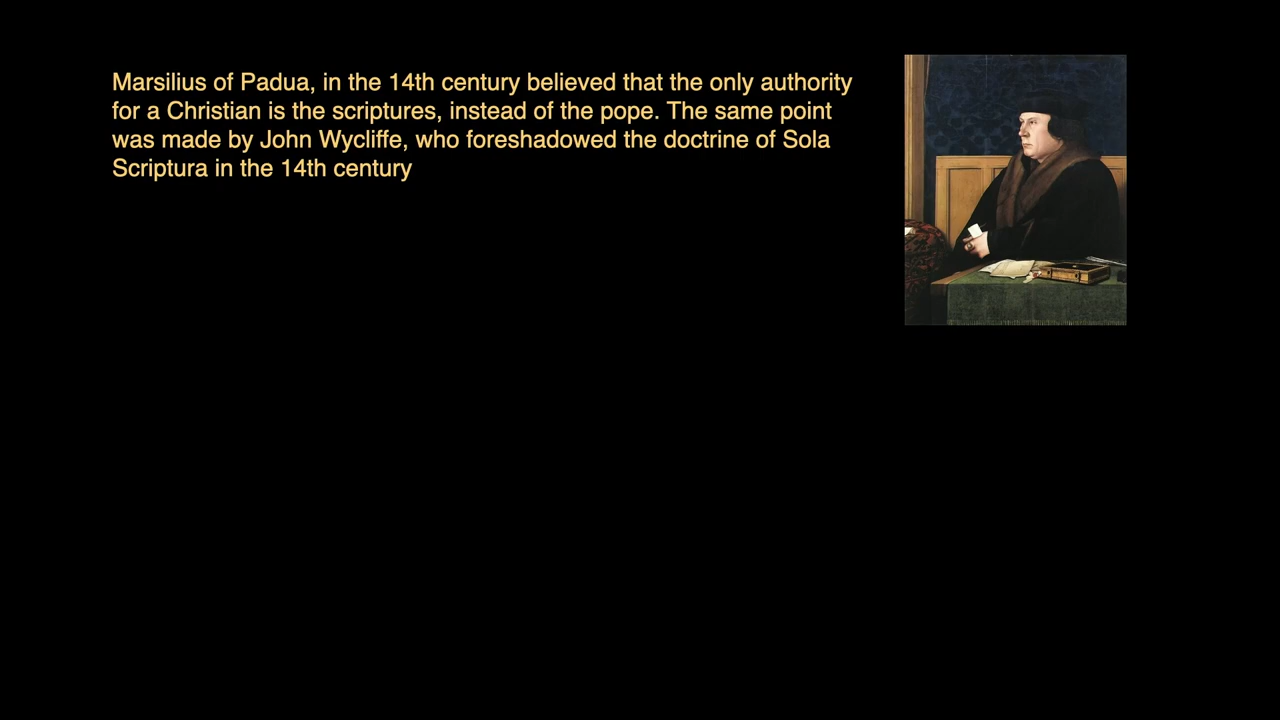 Marsilius of Padua, in the 14th century believed that the only authority
for a Christian is the scriptures, instead of the pope. The same point
was made by John Wycliffe, who foreshadowed the doctrine of Sola
Scriptura in the 14th century